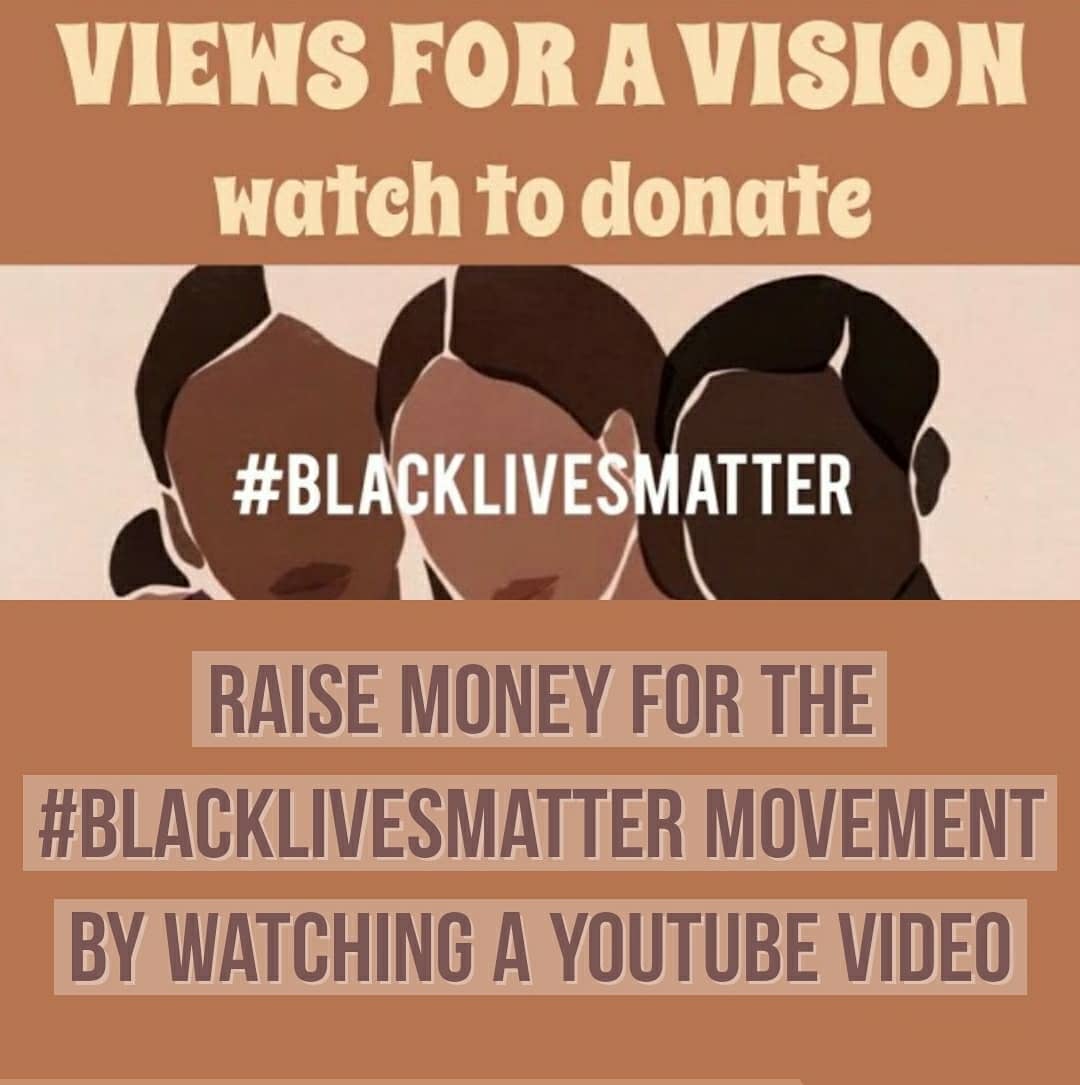 VIEWS FOR A VISION
watch to donate
#BLACKLIVESMATTER
RAISE MONEY FOR THE
#BLACKLIVESMATTER MOVEMENT
BY WATCHING A YOUTUBE VIDEO